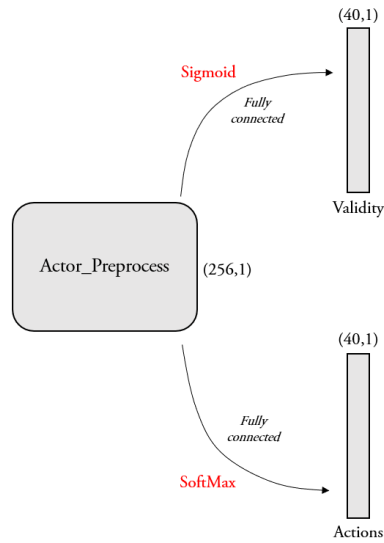 (40,1)
Sigmoid
Fully
connected
Validity
Actor_Preprocess
(256,1)
(40,1)
Fully
connected
SoftMax
Actions